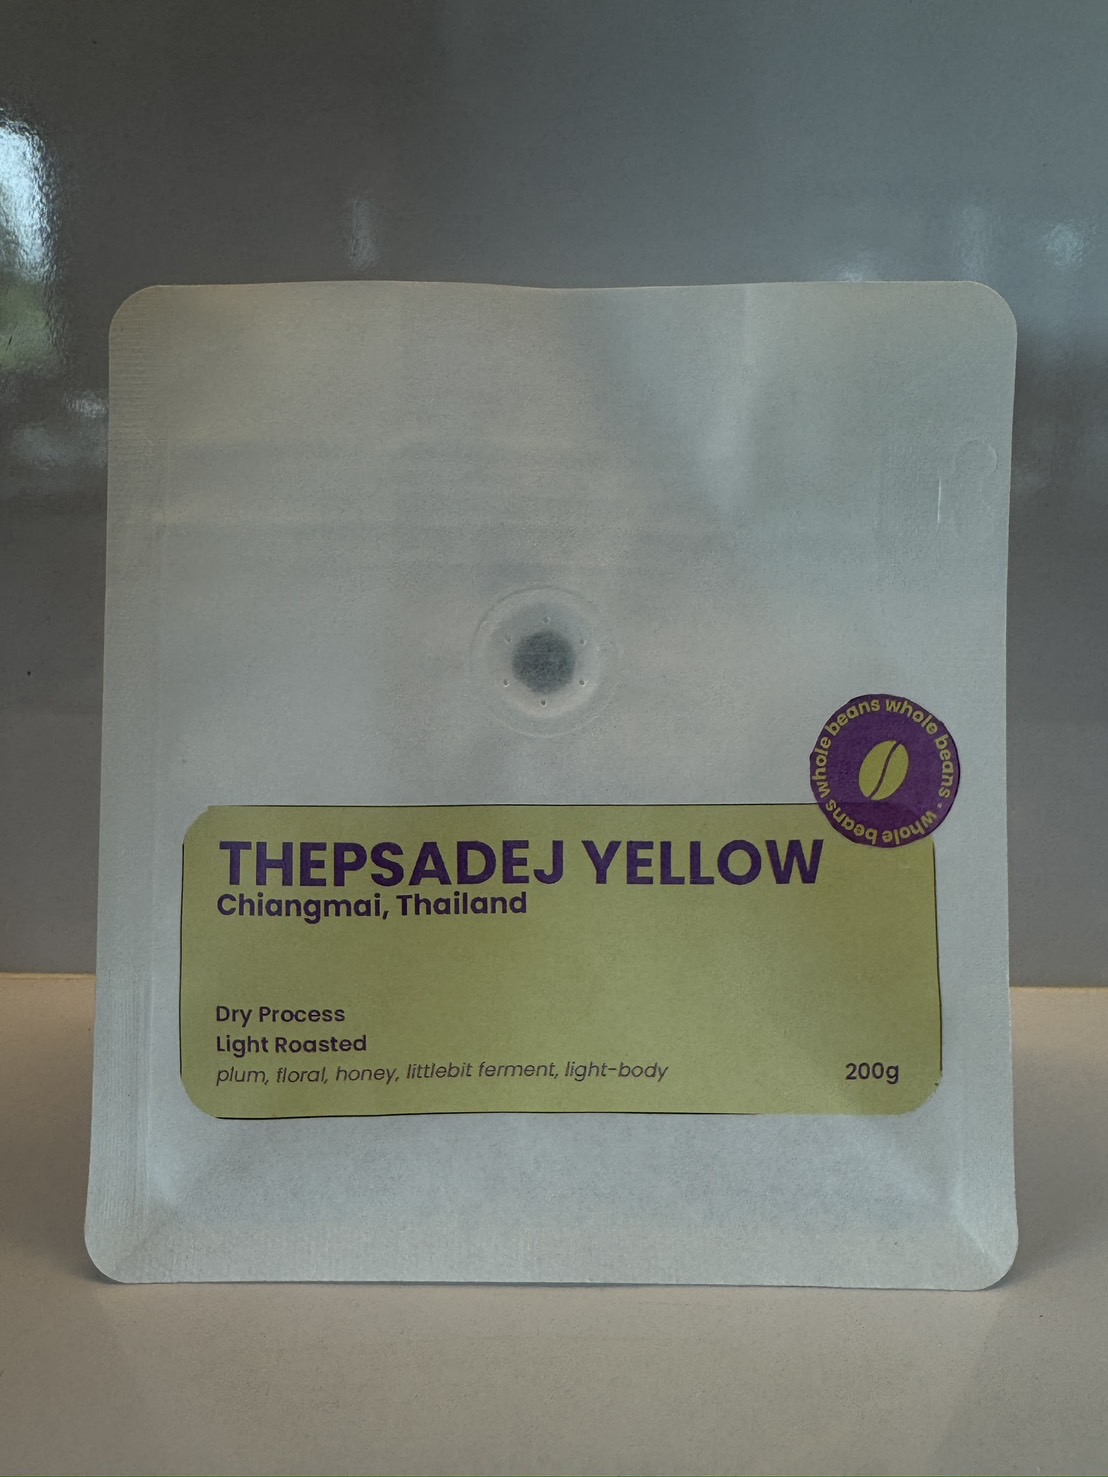 whole beans whole beans • whole beans
THEPSADEJ YELLOW
Chiangmai, Thailand
Dry Process
Light Roasted
plum, floral, honey, littlebit ferment, light-body
200g